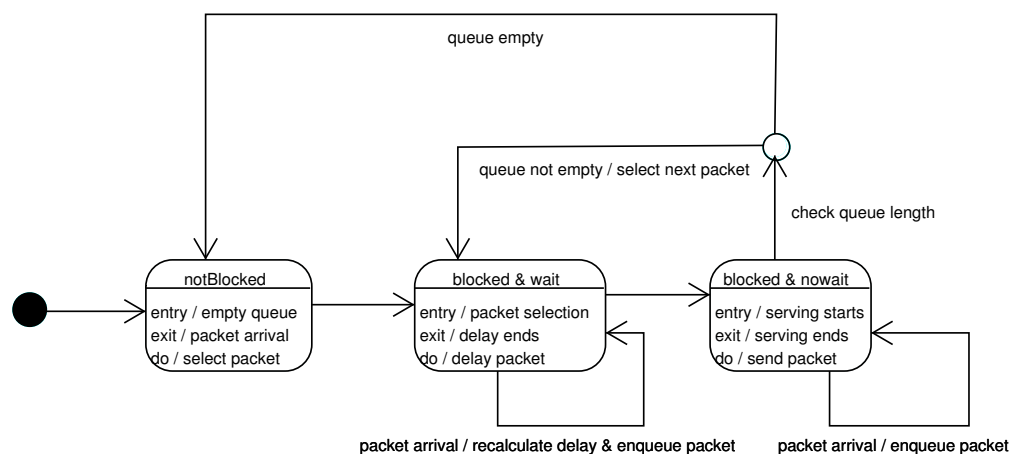 queue empty
queue not empty / select next packet
check queue length
notBlocked
entry / empty queue
exit / packet arrival
do / select packet
blocked & wait
entry / packet selection
exit / delay ends
do / delay packet
blocked & nowait
entry / serving starts
exit / serving ends
do / send packet
packet arrival / recalculate delay & enqueue packet
packet arrival / enqueue packet